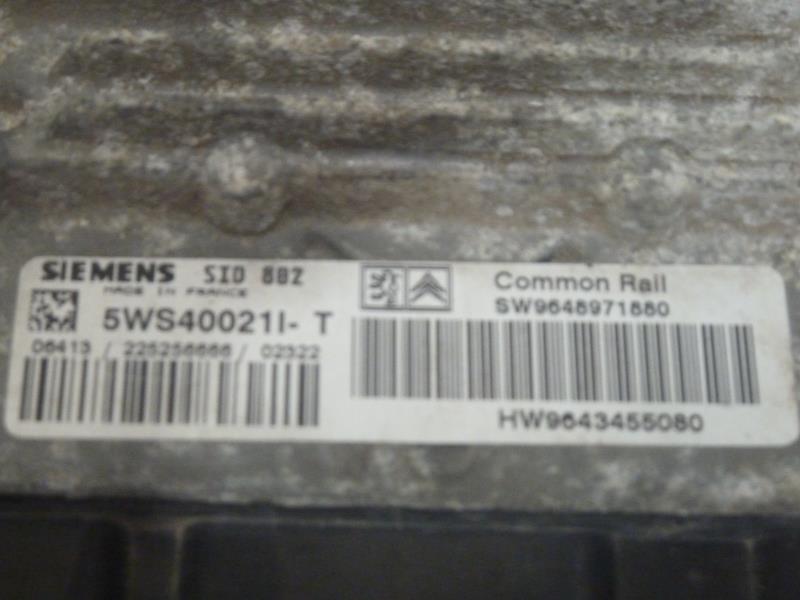 SIEMENS SID 802
MADE IN FRANCE
5WS40021I- T
06413 / 225256666 / 02322
Common Rail
SW9648971880
HW9643455080